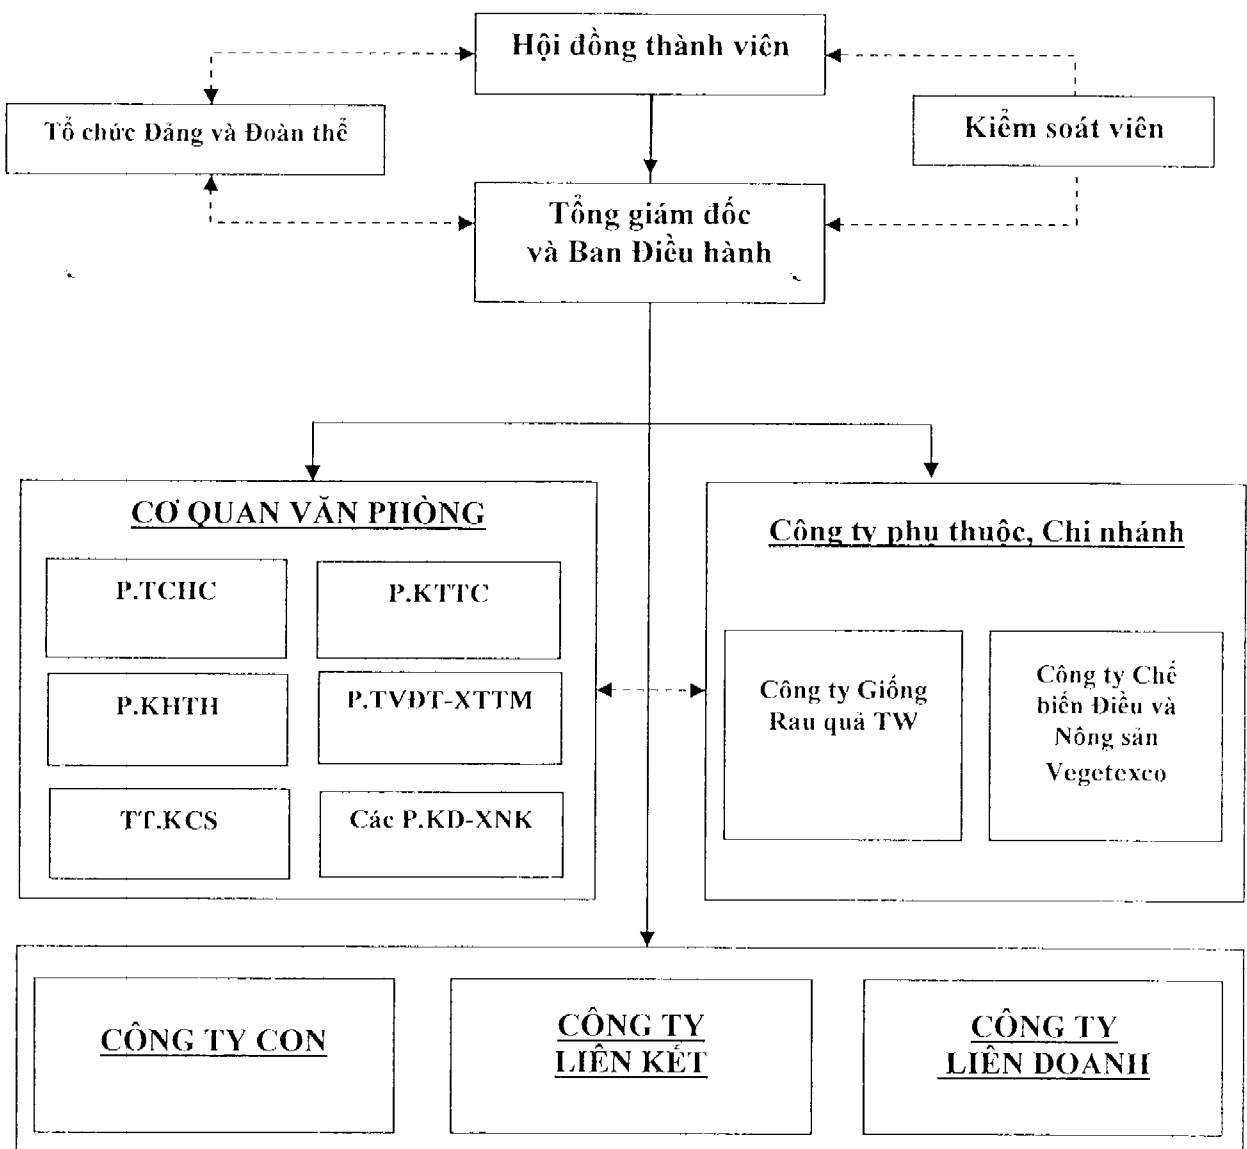 Hội đồng thành viên
Tổ chức Đảng và Đoàn thể
Kiểm soát viên
Tổng giám đốc
và Ban Điều hành
CƠ QUAN VĂN PHÒNG
P.TCHC
P.KTTC
P.KHTH
P.TVĐT-XTTM
TT.KCS
Các P.KD-XNK
Công ty phụ thuộc, Chi nhánh
Công ty Giống
Rau quả TW
Công ty Chế
biến Điều và
Nông sản
Vegetexco
CÔNG TY CON
CÔNG TY
LIÊN KẾT
CÔNG TY
LIÊN DOANH